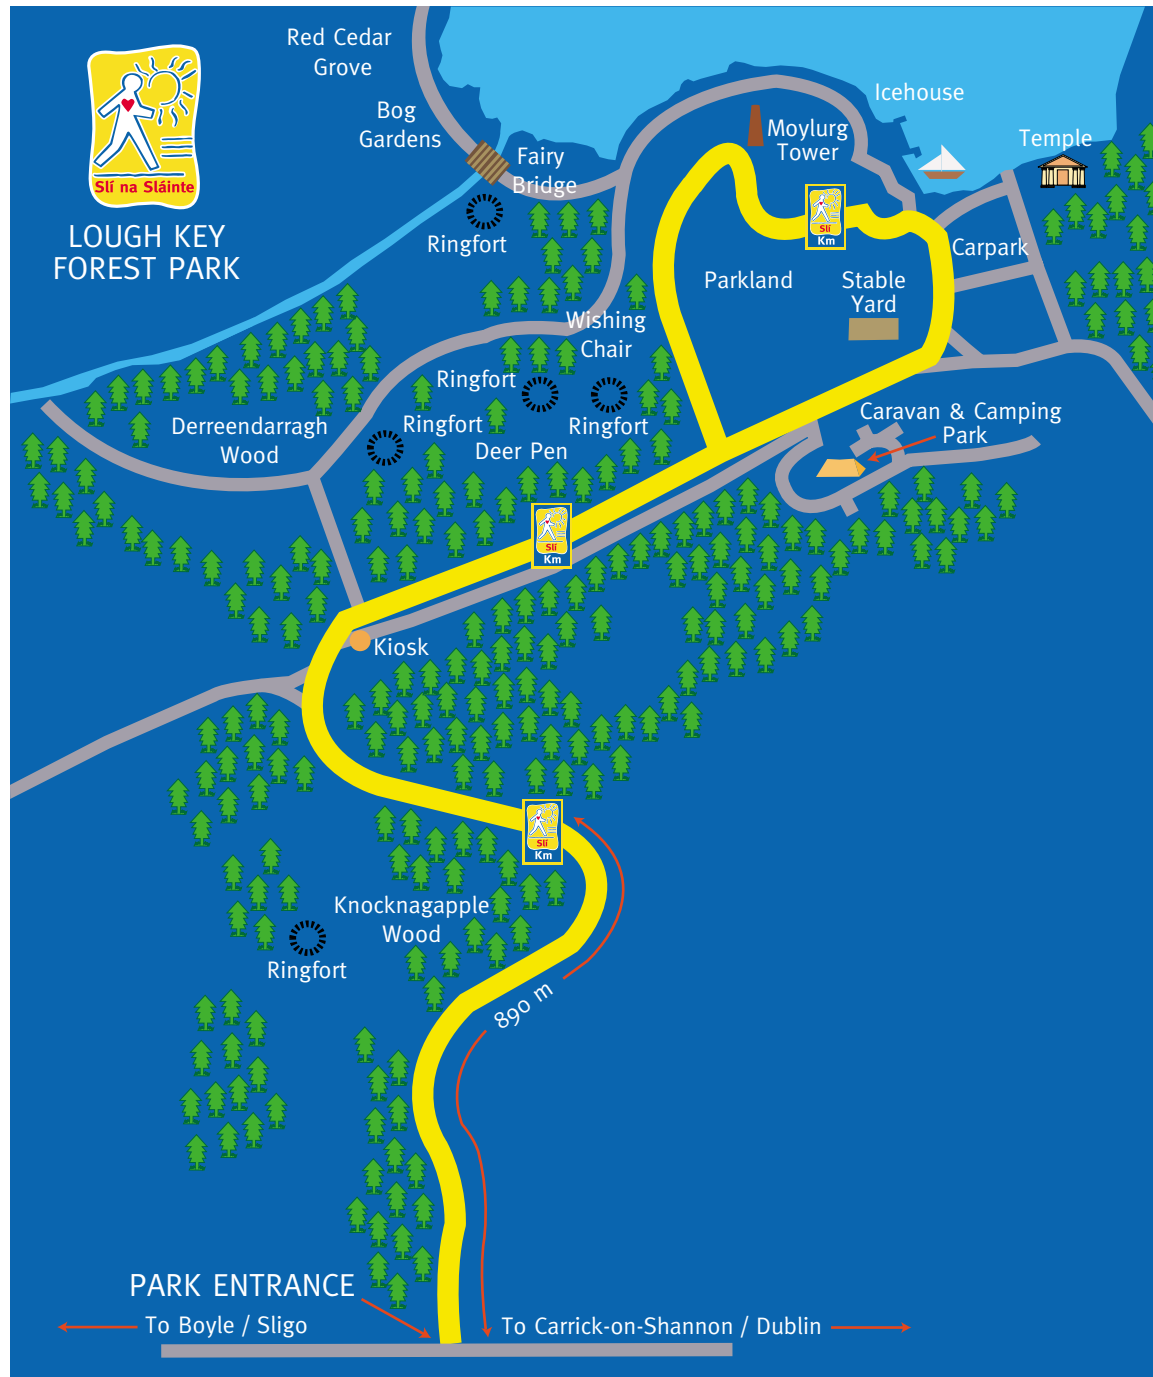 Slí na Sláinte
LOUGH KEY
FOREST PARK
Red Cedar
Grove
Bog
Gardens
Fairy
Bridge
Ringfort
Icehouse
Moylurg
Tower
Temple
Slí
Km
Carpark
Parkland
Stable
Yard
Wishing
Chair
Ringfort
Ringfort
Ringfort
Deer Pen
Derreendarragh
Wood
Caravan & Camping
Park
Slí
Km
Kiosk
Slí
Km
Knocknagapple
Wood
Ringfort
890 m
PARK ENTRANCE
To Boyle / Sligo
To Carrick-on-Shannon / Dublin